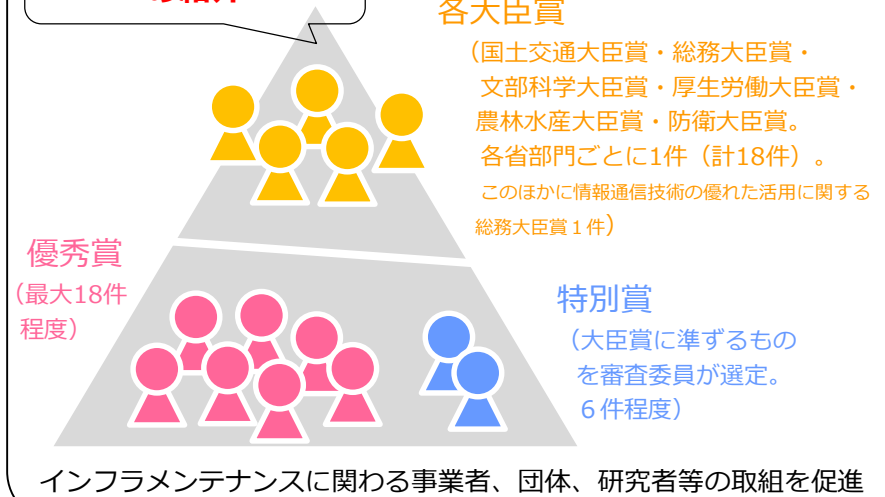 各大臣賞
（国土交通大臣賞・総務大臣賞・
文部科学大臣賞・厚生労働大臣賞・
農林水産大臣賞・防衛大臣賞。
各省部門ごとに1件（計18件）。
このほかに情報通信技術の優れた活用に関する
総務大臣賞１件）
優秀賞
（最大18件
程度）
特別賞
（大臣賞に準ずるもの
を審査委員が選定。
６件程度）
インフラメンテナンスに関わる事業者、団体、研究者等の取組を促進